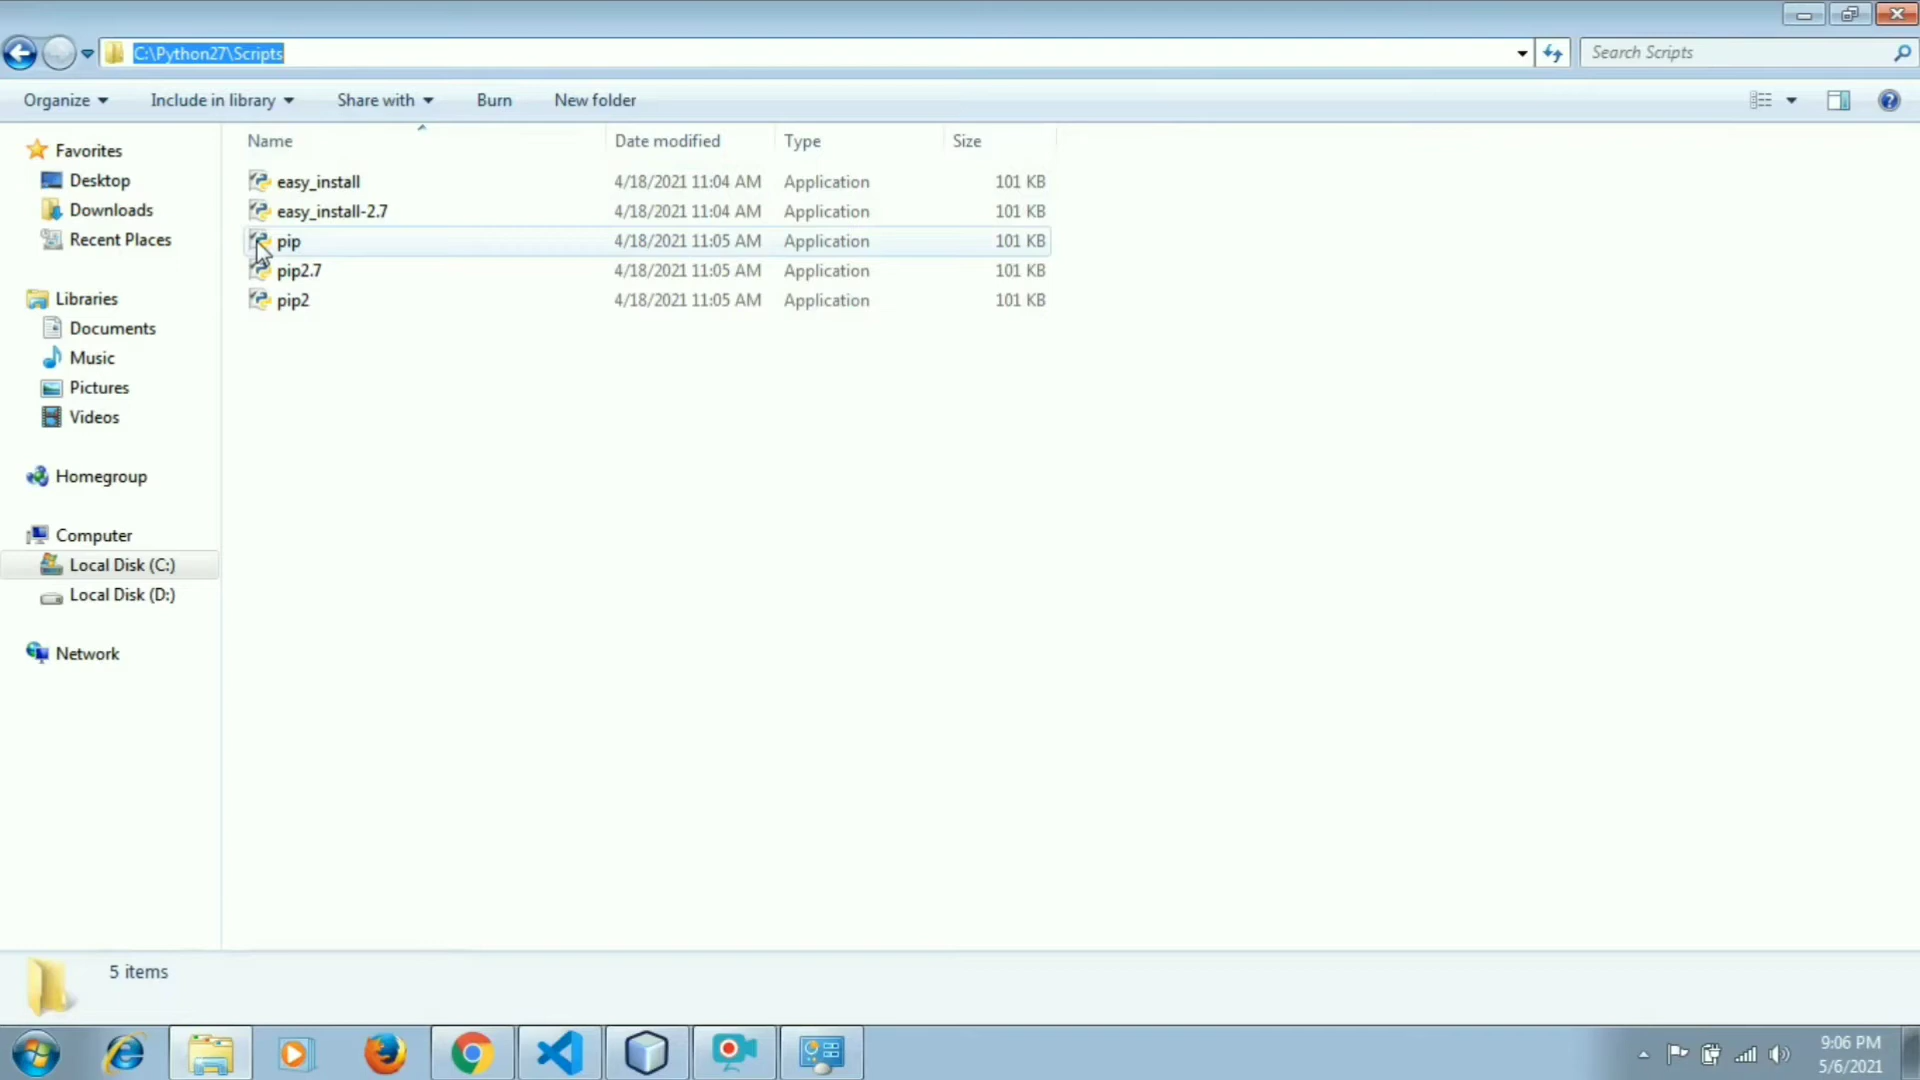 C:\Python27\Scripts
Search Scripts
Organize
Include in library
Share with
Burn
New folder
Name
Date modified
Type
Size
easy_install 4/18/2021 11:04 AM Application 101 KB
easy_install-2.7 4/18/2021 11:04 AM Application 101 KB
pip 4/18/2021 11:05 AM Application 101 KB
pip2.7 4/18/2021 11:05 AM Application 101 KB
pip2 4/18/2021 11:05 AM Application 101 KB
Favorites
Desktop
Downloads
Recent Places
Libraries
Documents
Music
Pictures
Videos
Homegroup
Computer
Local Disk (C:)
Local Disk (D:)
Network
5 items
9:06 PM
5/6/2021